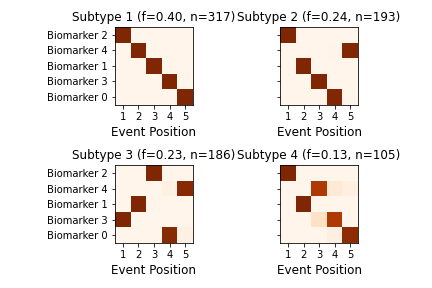 Subtype 1 (f=0.40, n=317)
Subtype 2 (f=0.24, n=193)
Biomarker 2
Biomarker 4
Biomarker 1
Biomarker 3
Biomarker 0
1 2 3 4 5
1 2 3 4 5
Event Position
Event Position
Subtype 3 (f=0.23, n=186)
Subtype 4 (f=0.13, n=105)
Biomarker 2
Biomarker 4
Biomarker 1
Biomarker 3
Biomarker 0
1 2 3 4 5
1 2 3 4 5
Event Position
Event Position